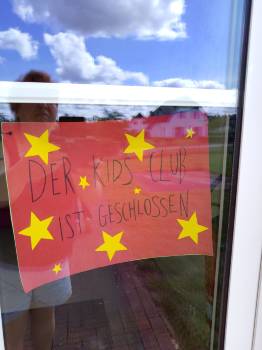 DER KIDS CLUB
IST GESCHLOSSEN